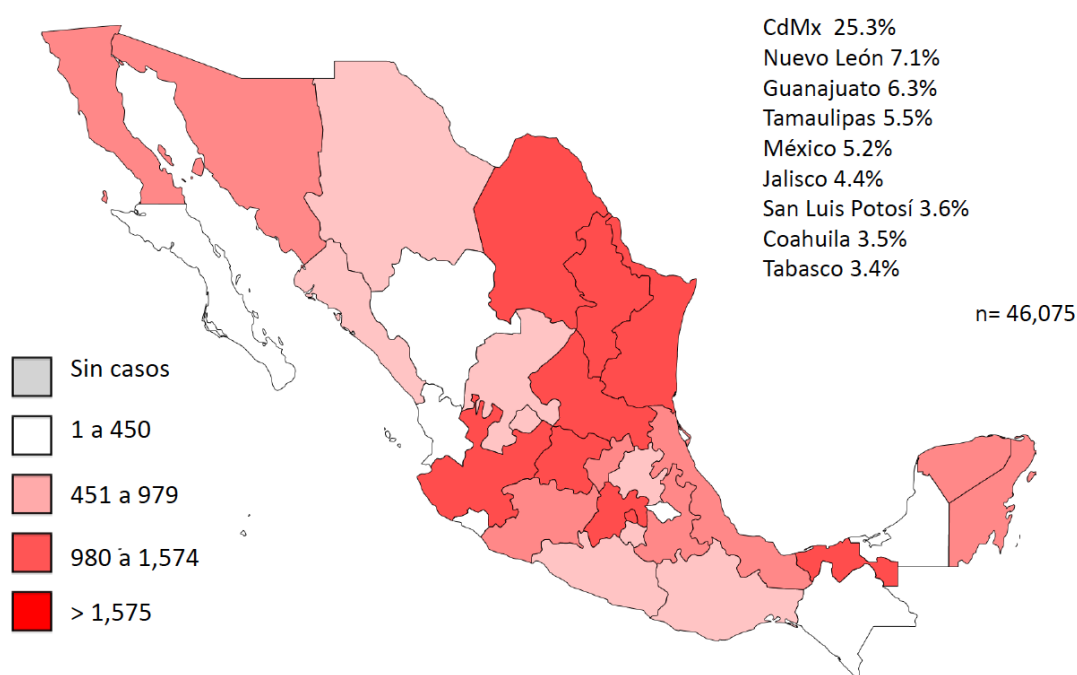 CdMx 25.3%
Nuevo León 7.1%
Guanajuato 6.3%
Tamaulipas 5.5%
México 5.2%
Jalisco 4.4%
San Luis Potosí 3.6%
Coahuila 3.5%
Tabasco 3.4%
n= 46,075
Sin casos
1 a 450
451 a 979
980 a 1,574
> 1,575